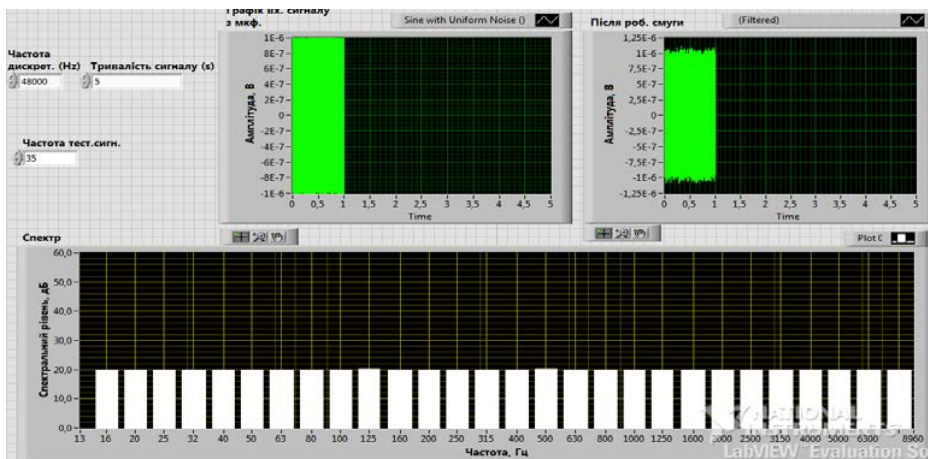 Графік вх. сигналу
з мкф.
Sine with Uniform Noise ()
Після роб. смуги
(Filtered)
Частота
дискрет. (Hz)
48000
Тривалість сигналу (s)
5
Частота тест.сигн.
35
Амплітуда, В
1E-6
8E-7
6E-7
4E-7
2E-7
0
-2E-7
-4E-7
-6E-7
-8E-7
-1E-6
0 0,5 1 1,5 2 2,5 3 3,5 4 4,5 5
Time
Амплітуда, В
1,25E-6
1E-6
7,5E-7
5E-7
2,5E-7
0
-2,5E-7
-5E-7
-7,5E-7
-1E-6
-1,25E-6
0 0,5 1 1,5 2 2,5 3 3,5 4 4,5 5
Time
Спектр
Plot 0
Спектральний рівень, дБ
60,0
50,0
40,0
30,0
20,0
10,0
0,0
13 16 20 25 32 40 50 63 80 100 125 160 200 250 315 400 500 630 800 1000 1250 1600 2000 2500 3150 4000 5000 6300 8960
Частота, Гц
NATIONAL
INSTRUMENTS
LabVIEW Evaluation So